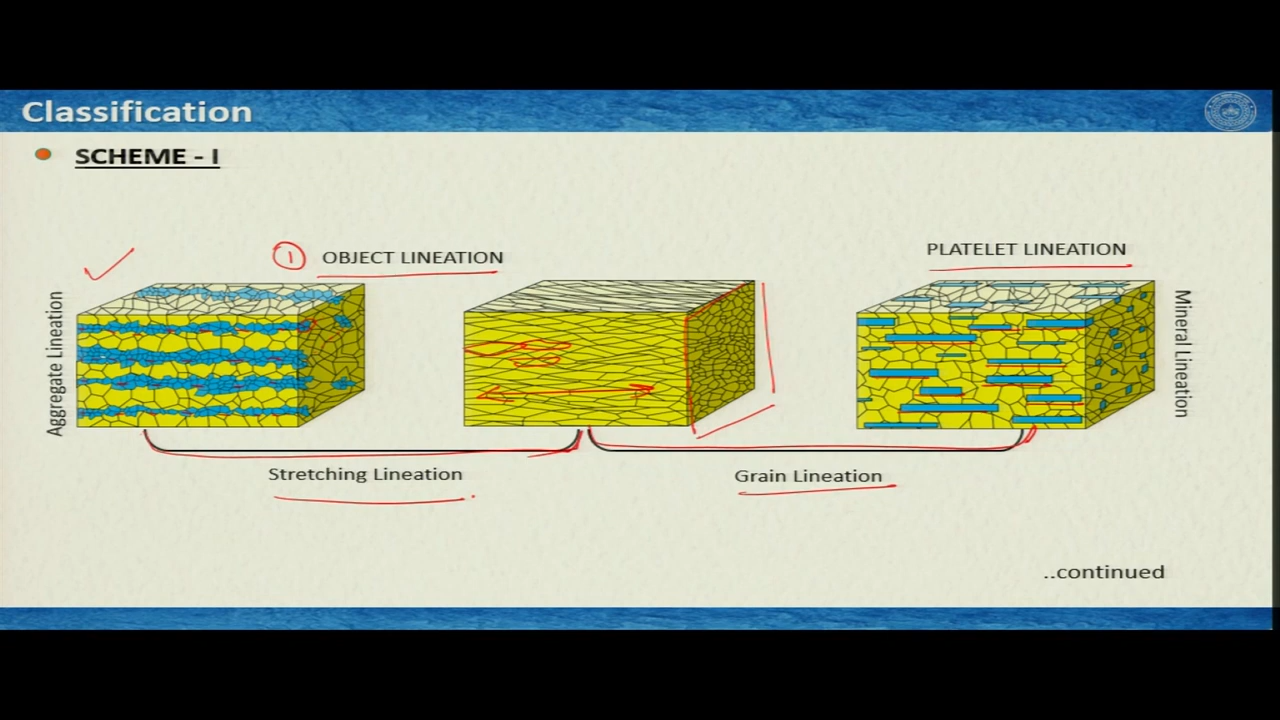 Classification
SCHEME - I
1 OBJECT LINEATION
PLATELET LINEATION
Aggregate Lineation
Mineral Lineation
Stretching Lineation
Grain Lineation
..continued